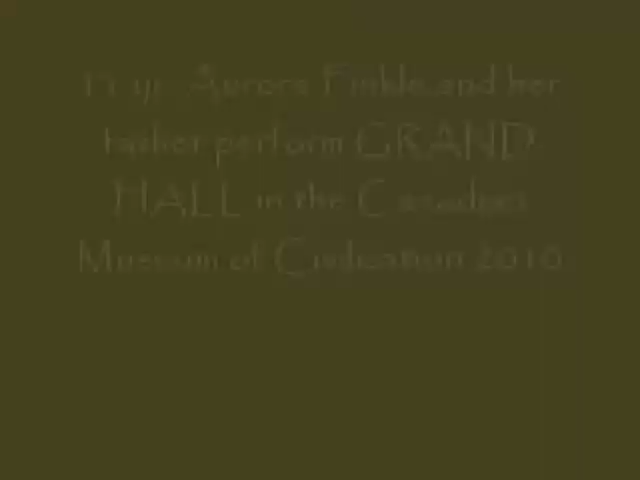 Aurora Finkle and her
father perform GRAND
HALL in the Canadian
Museum of Civilization 2010